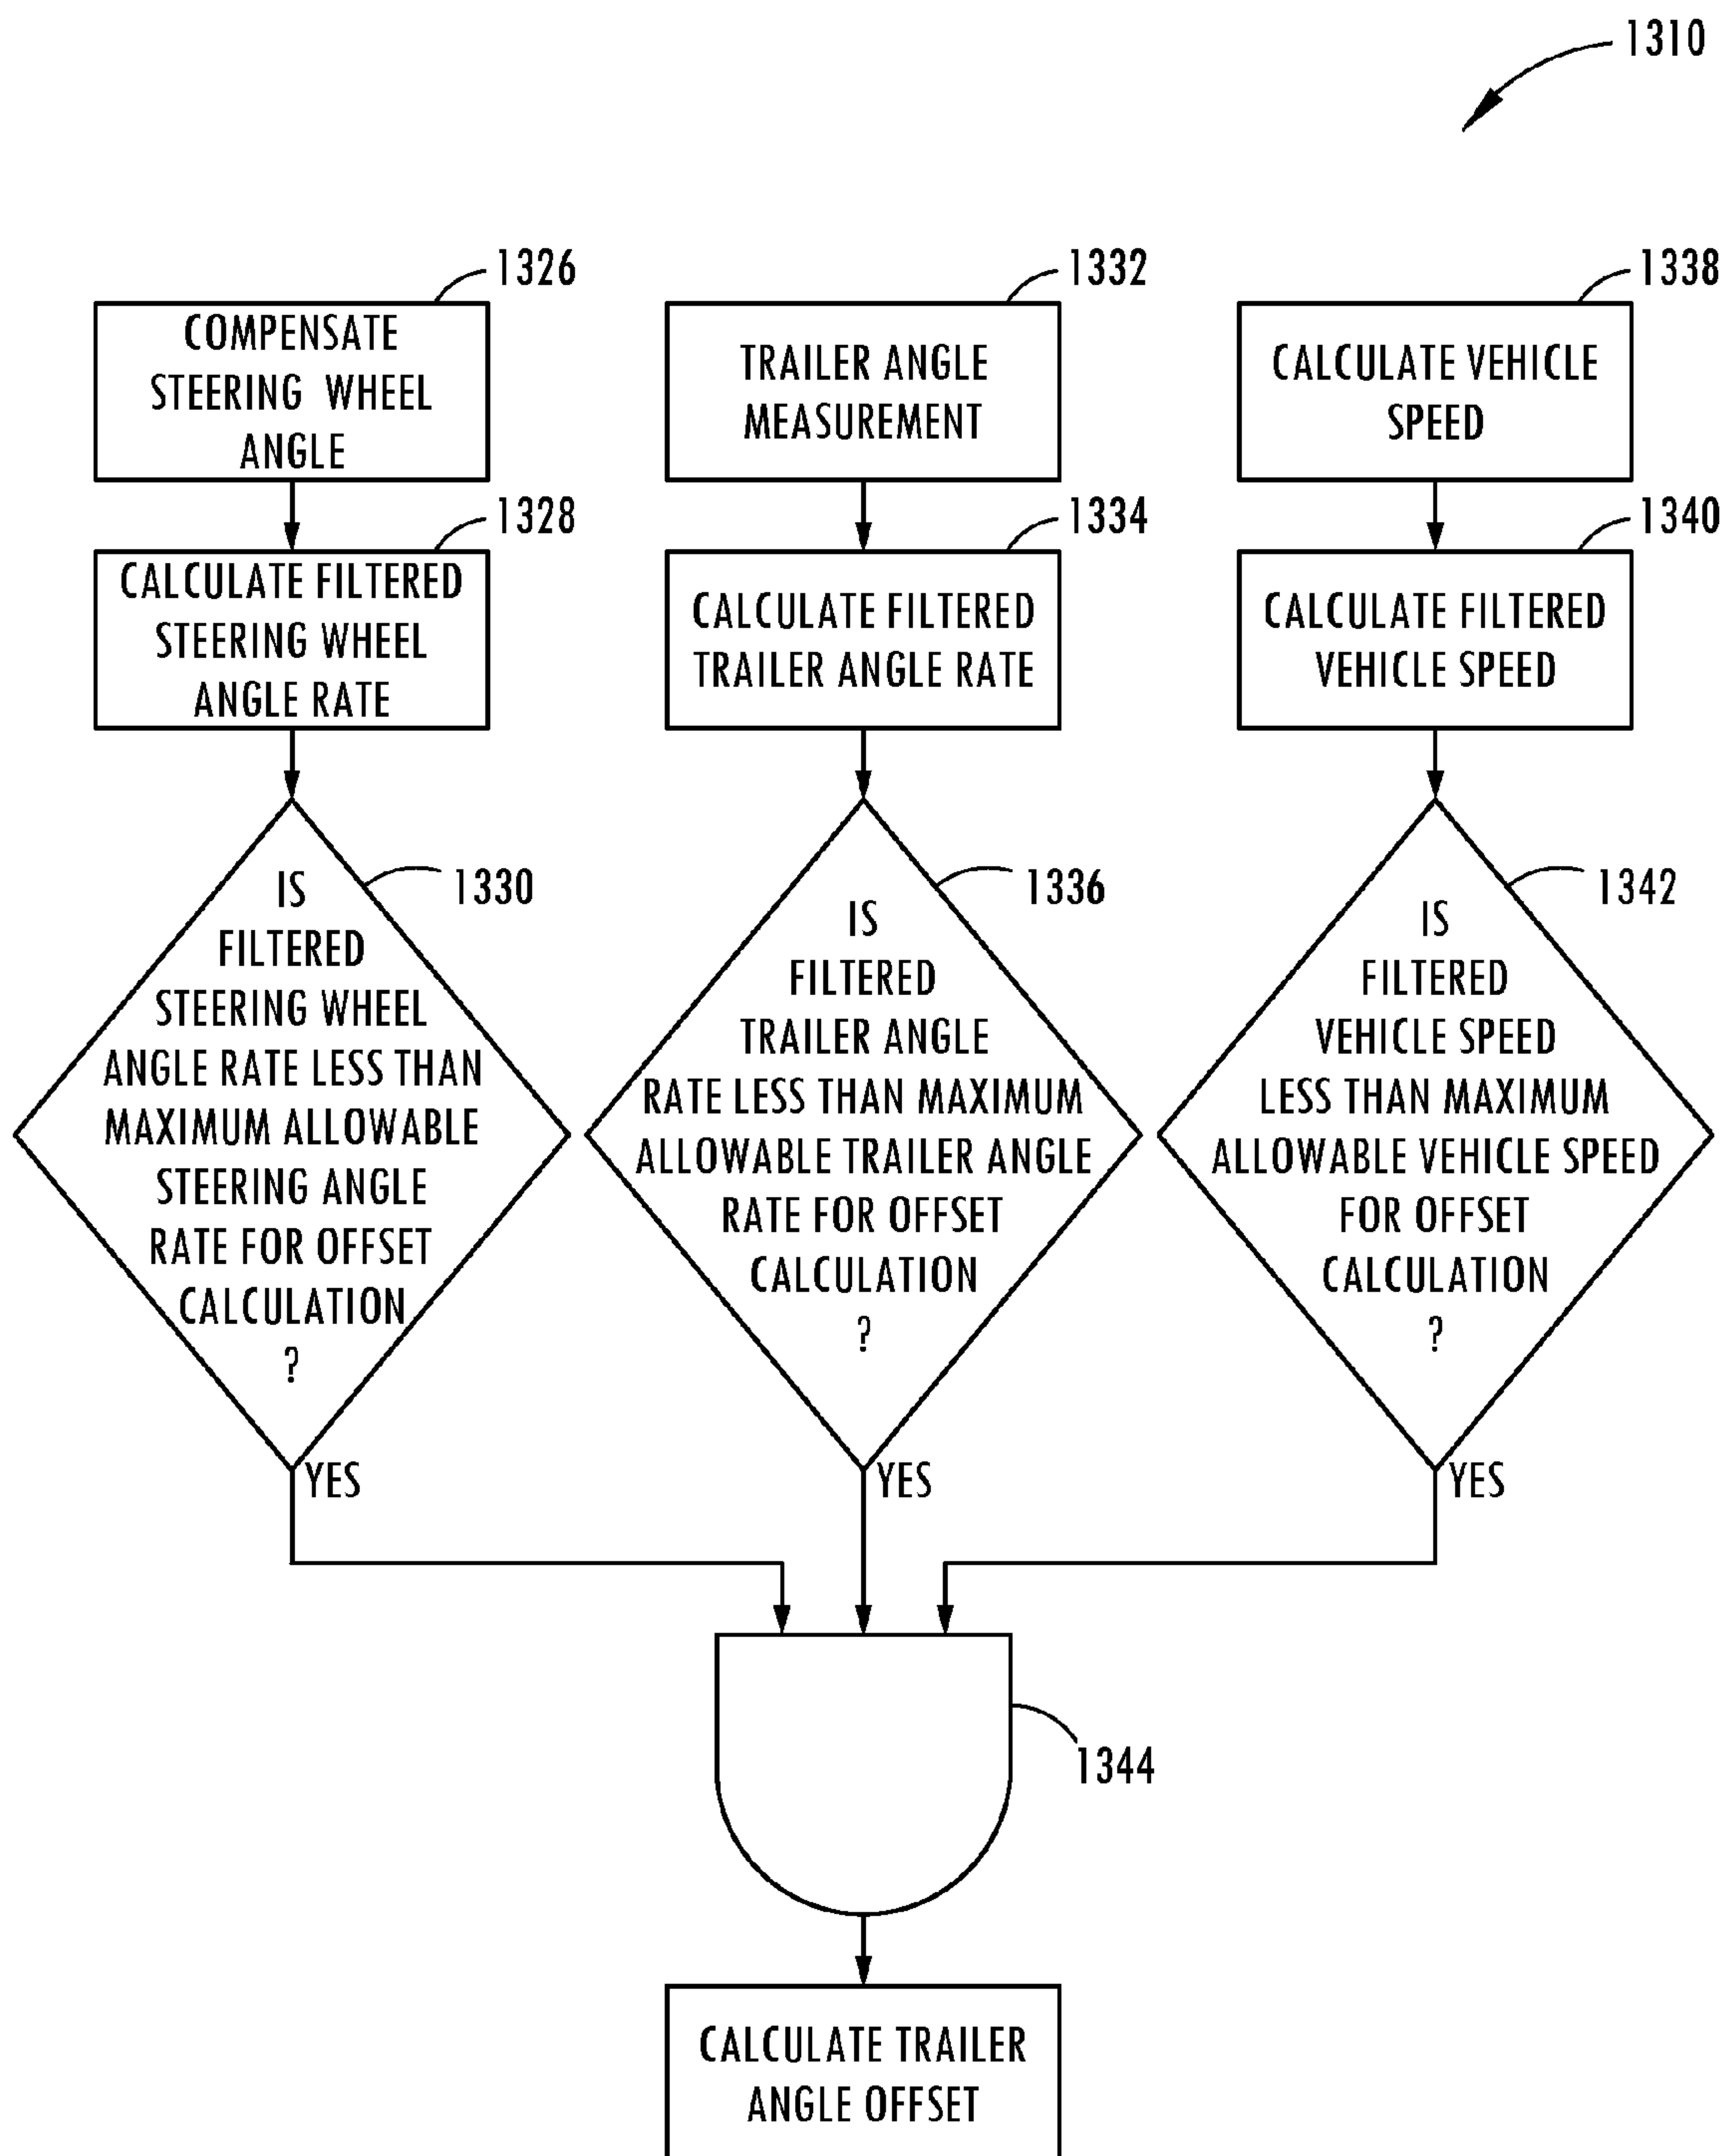 1310
1326
COMPENSATE
STEERING WHEEL
ANGLE
1328
CALCULATE FILTERED
STEERING WHEEL
ANGLE RATE
1330
IS
FILTERED
STEERING WHEEL
ANGLE RATE LESS THAN
MAXIMUM ALLOWABLE
STEERING ANGLE
RATE FOR OFFSET
CALCULATION
?
YES
1332
TRAILER ANGLE
MEASUREMENT
1334
CALCULATE FILTERED
TRAILER ANGLE RATE
1336
IS
FILTERED
TRAILER ANGLE
RATE LESS THAN MAXIMUM
ALLOWABLE TRAILER ANGLE
RATE FOR OFFSET
CALCULATION
?
YES
1338
CALCULATE VEHICLE
SPEED
1340
CALCULATE FILTERED
VEHICLE SPEED
1342
IS
FILTERED
VEHICLE SPEED
LESS THAN MAXIMUM
ALLOWABLE VEHICLE SPEED
FOR OFFSET
CALCULATION
?
YES
1344
CALCULATE TRAILER
ANGLE OFFSET